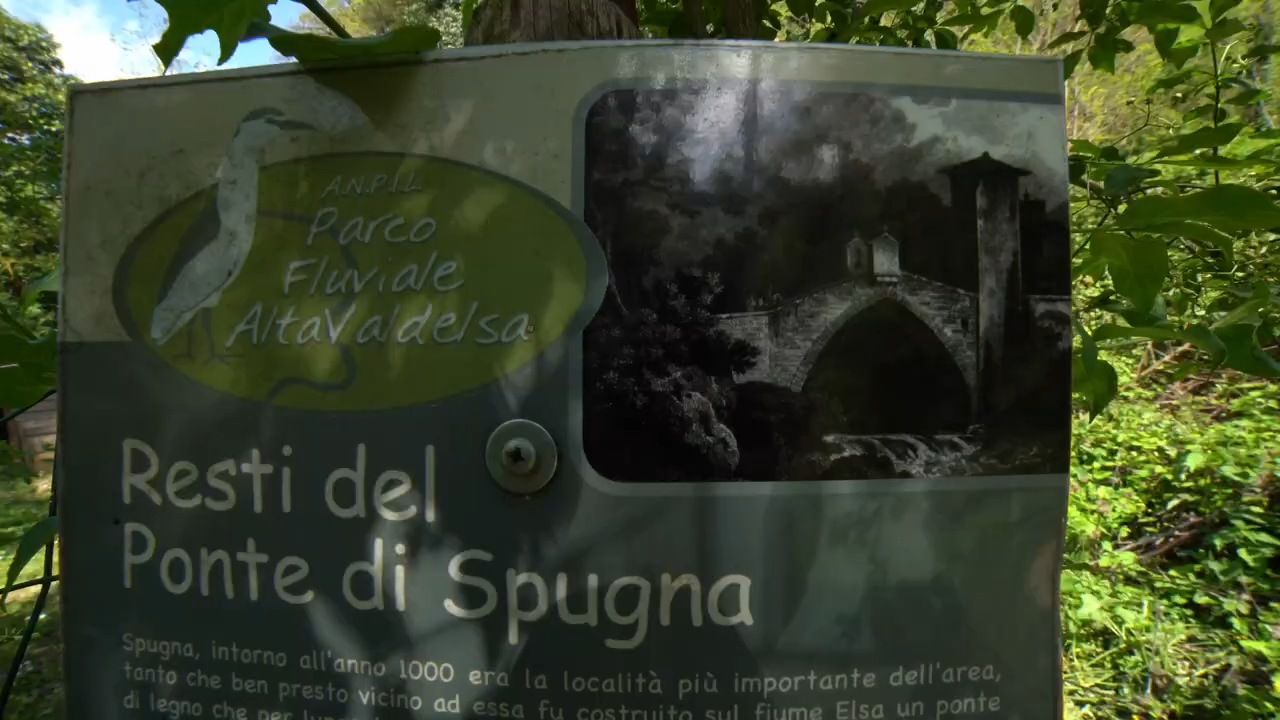 A.N.P.I.L
Parco
Fluviale
AltaValdelsa
Resti del
Ponte di Spugna
Spugna, intorno all'anno 1000 era la località più importante dell'area,
tanto che ben presto vicino ad essa fu costruito sul fiume Elsa un ponte
di legno che per